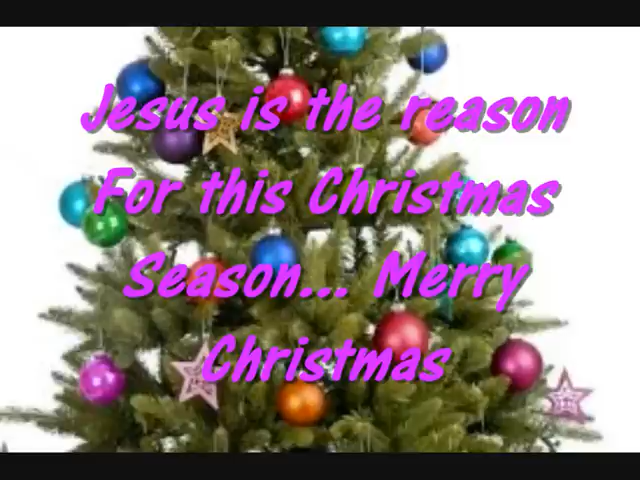 Jesus is the reason
For this Christmas
Season... Merry
Christmas